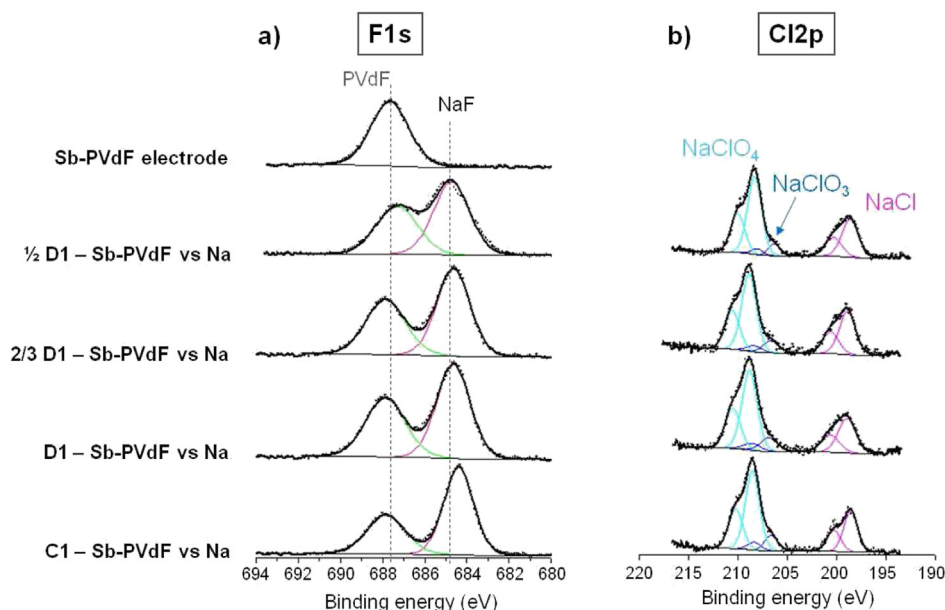 a)
F1s
b)
Cl2p
PVdF
NaF
Sb-PVdF electrode
½ D1 – Sb-PVdF vs Na
2/3 D1 – Sb-PVdF vs Na
D1 – Sb-PVdF vs Na
C1 – Sb-PVdF vs Na
694 692 690 688 686 684 682 680
Binding energy (eV)
NaClO₄
NaClO₃
NaCl
220 215 210 205 200 195 190
Binding energy (eV)